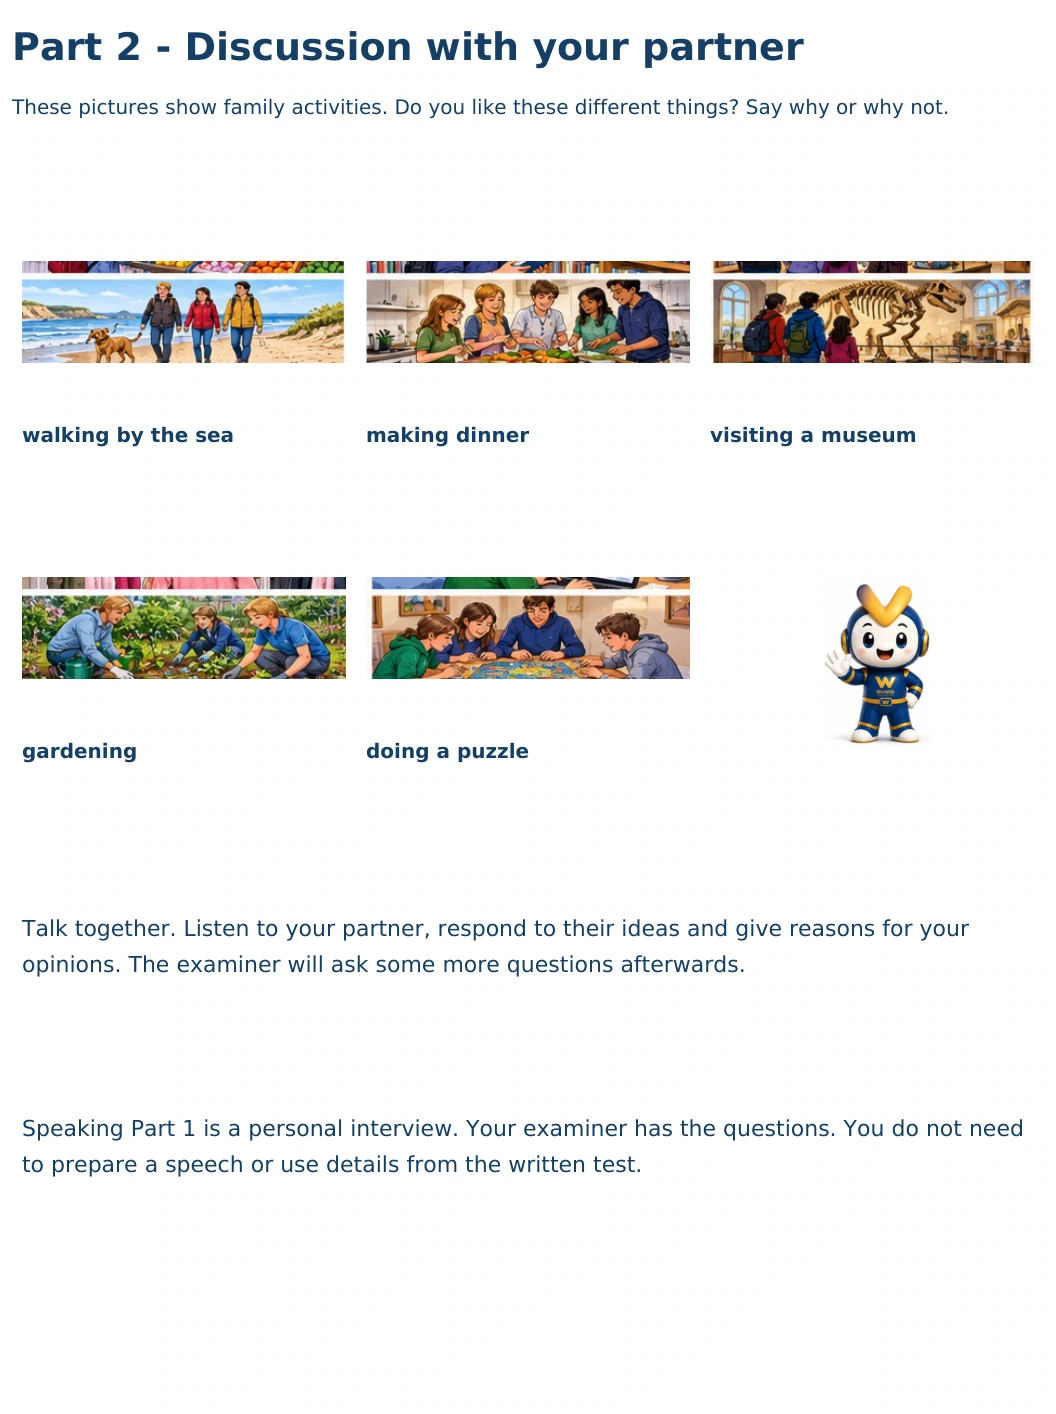 Part 2 - Discussion with your partner
These pictures show family activities. Do you like these different things? Say why or why not.
walking by the sea
making dinner
visiting a museum
gardening
doing a puzzle
W
W
Talk together. Listen to your partner, respond to their ideas and give reasons for your
opinions. The examiner will ask some more questions afterwards.
Speaking Part 1 is a personal interview. Your examiner has the questions. You do not need
to prepare a speech or use details from the written test.